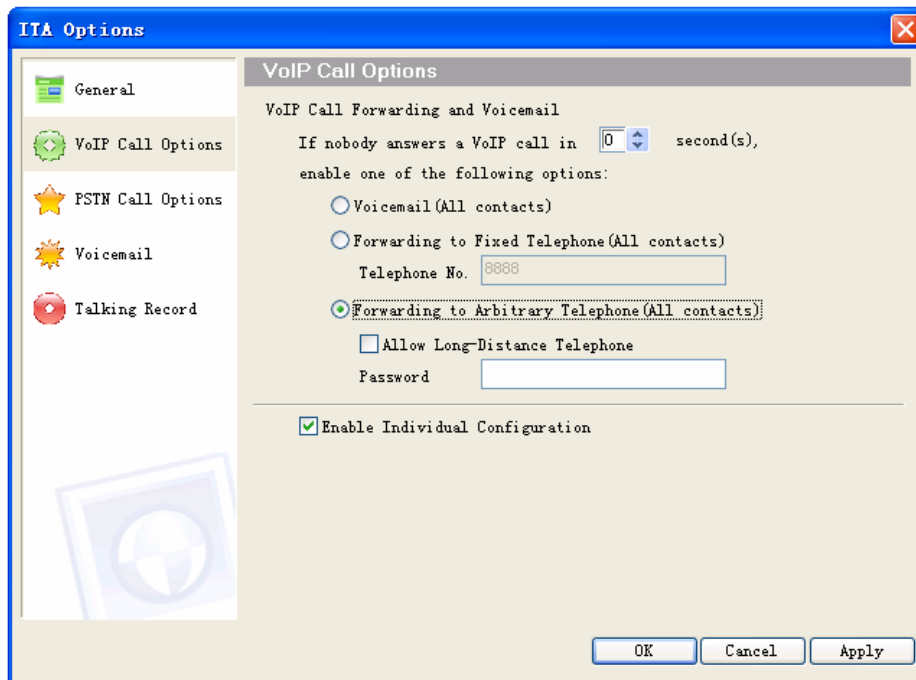 ITA Options
General
VoIP Call Options
PSTN Call Options
Voicemail
Talking Record
VoIP Call Options
VoIP Call Forwarding and Voicemail
If nobody answers a VoIP call in 0 second(s),
enable one of the following options:
Voicemail(All contacts)
Forwarding to Fixed Telephone(All contacts)
Telephone No. 8888
Forwarding to Arbitrary Telephone(All contacts)
Allow Long-Distance Telephone
Password
Enable Individual Configuration
OK Cancel Apply